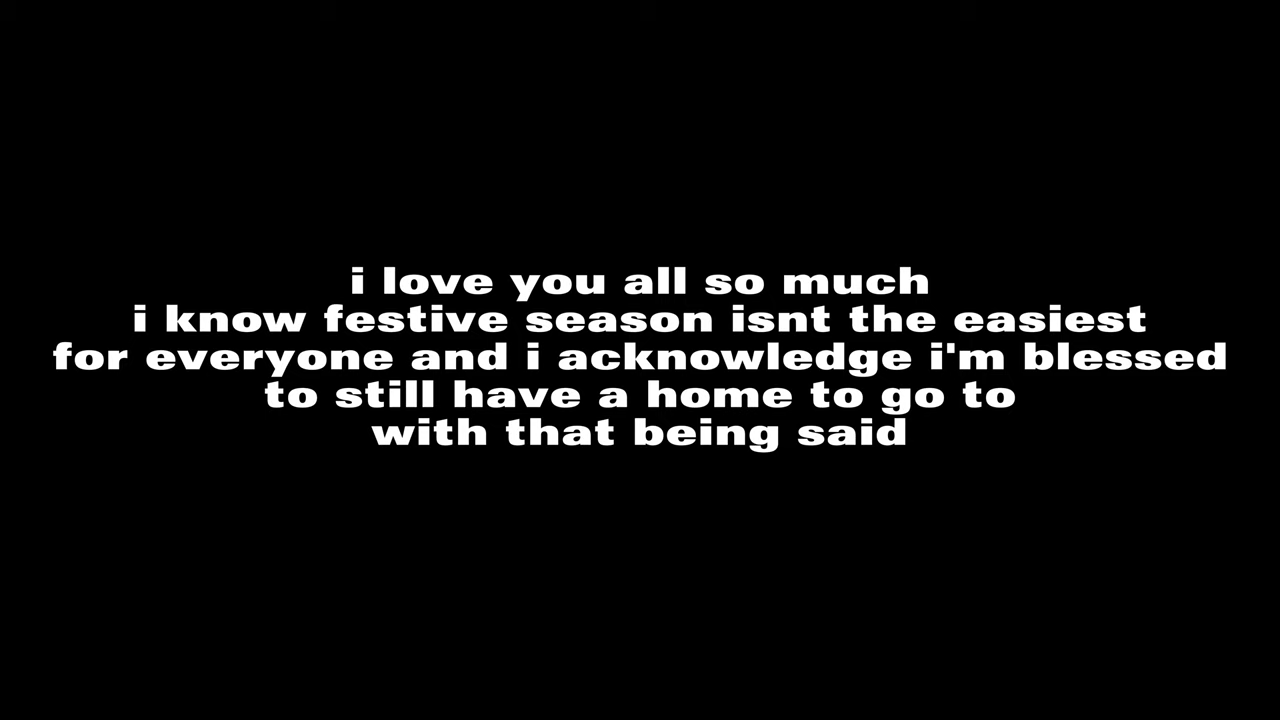 i love you all so much
i know festive season isnt the easiest
for everyone and i acknowledge i'm blessed
to still have a home to go to
with that being said